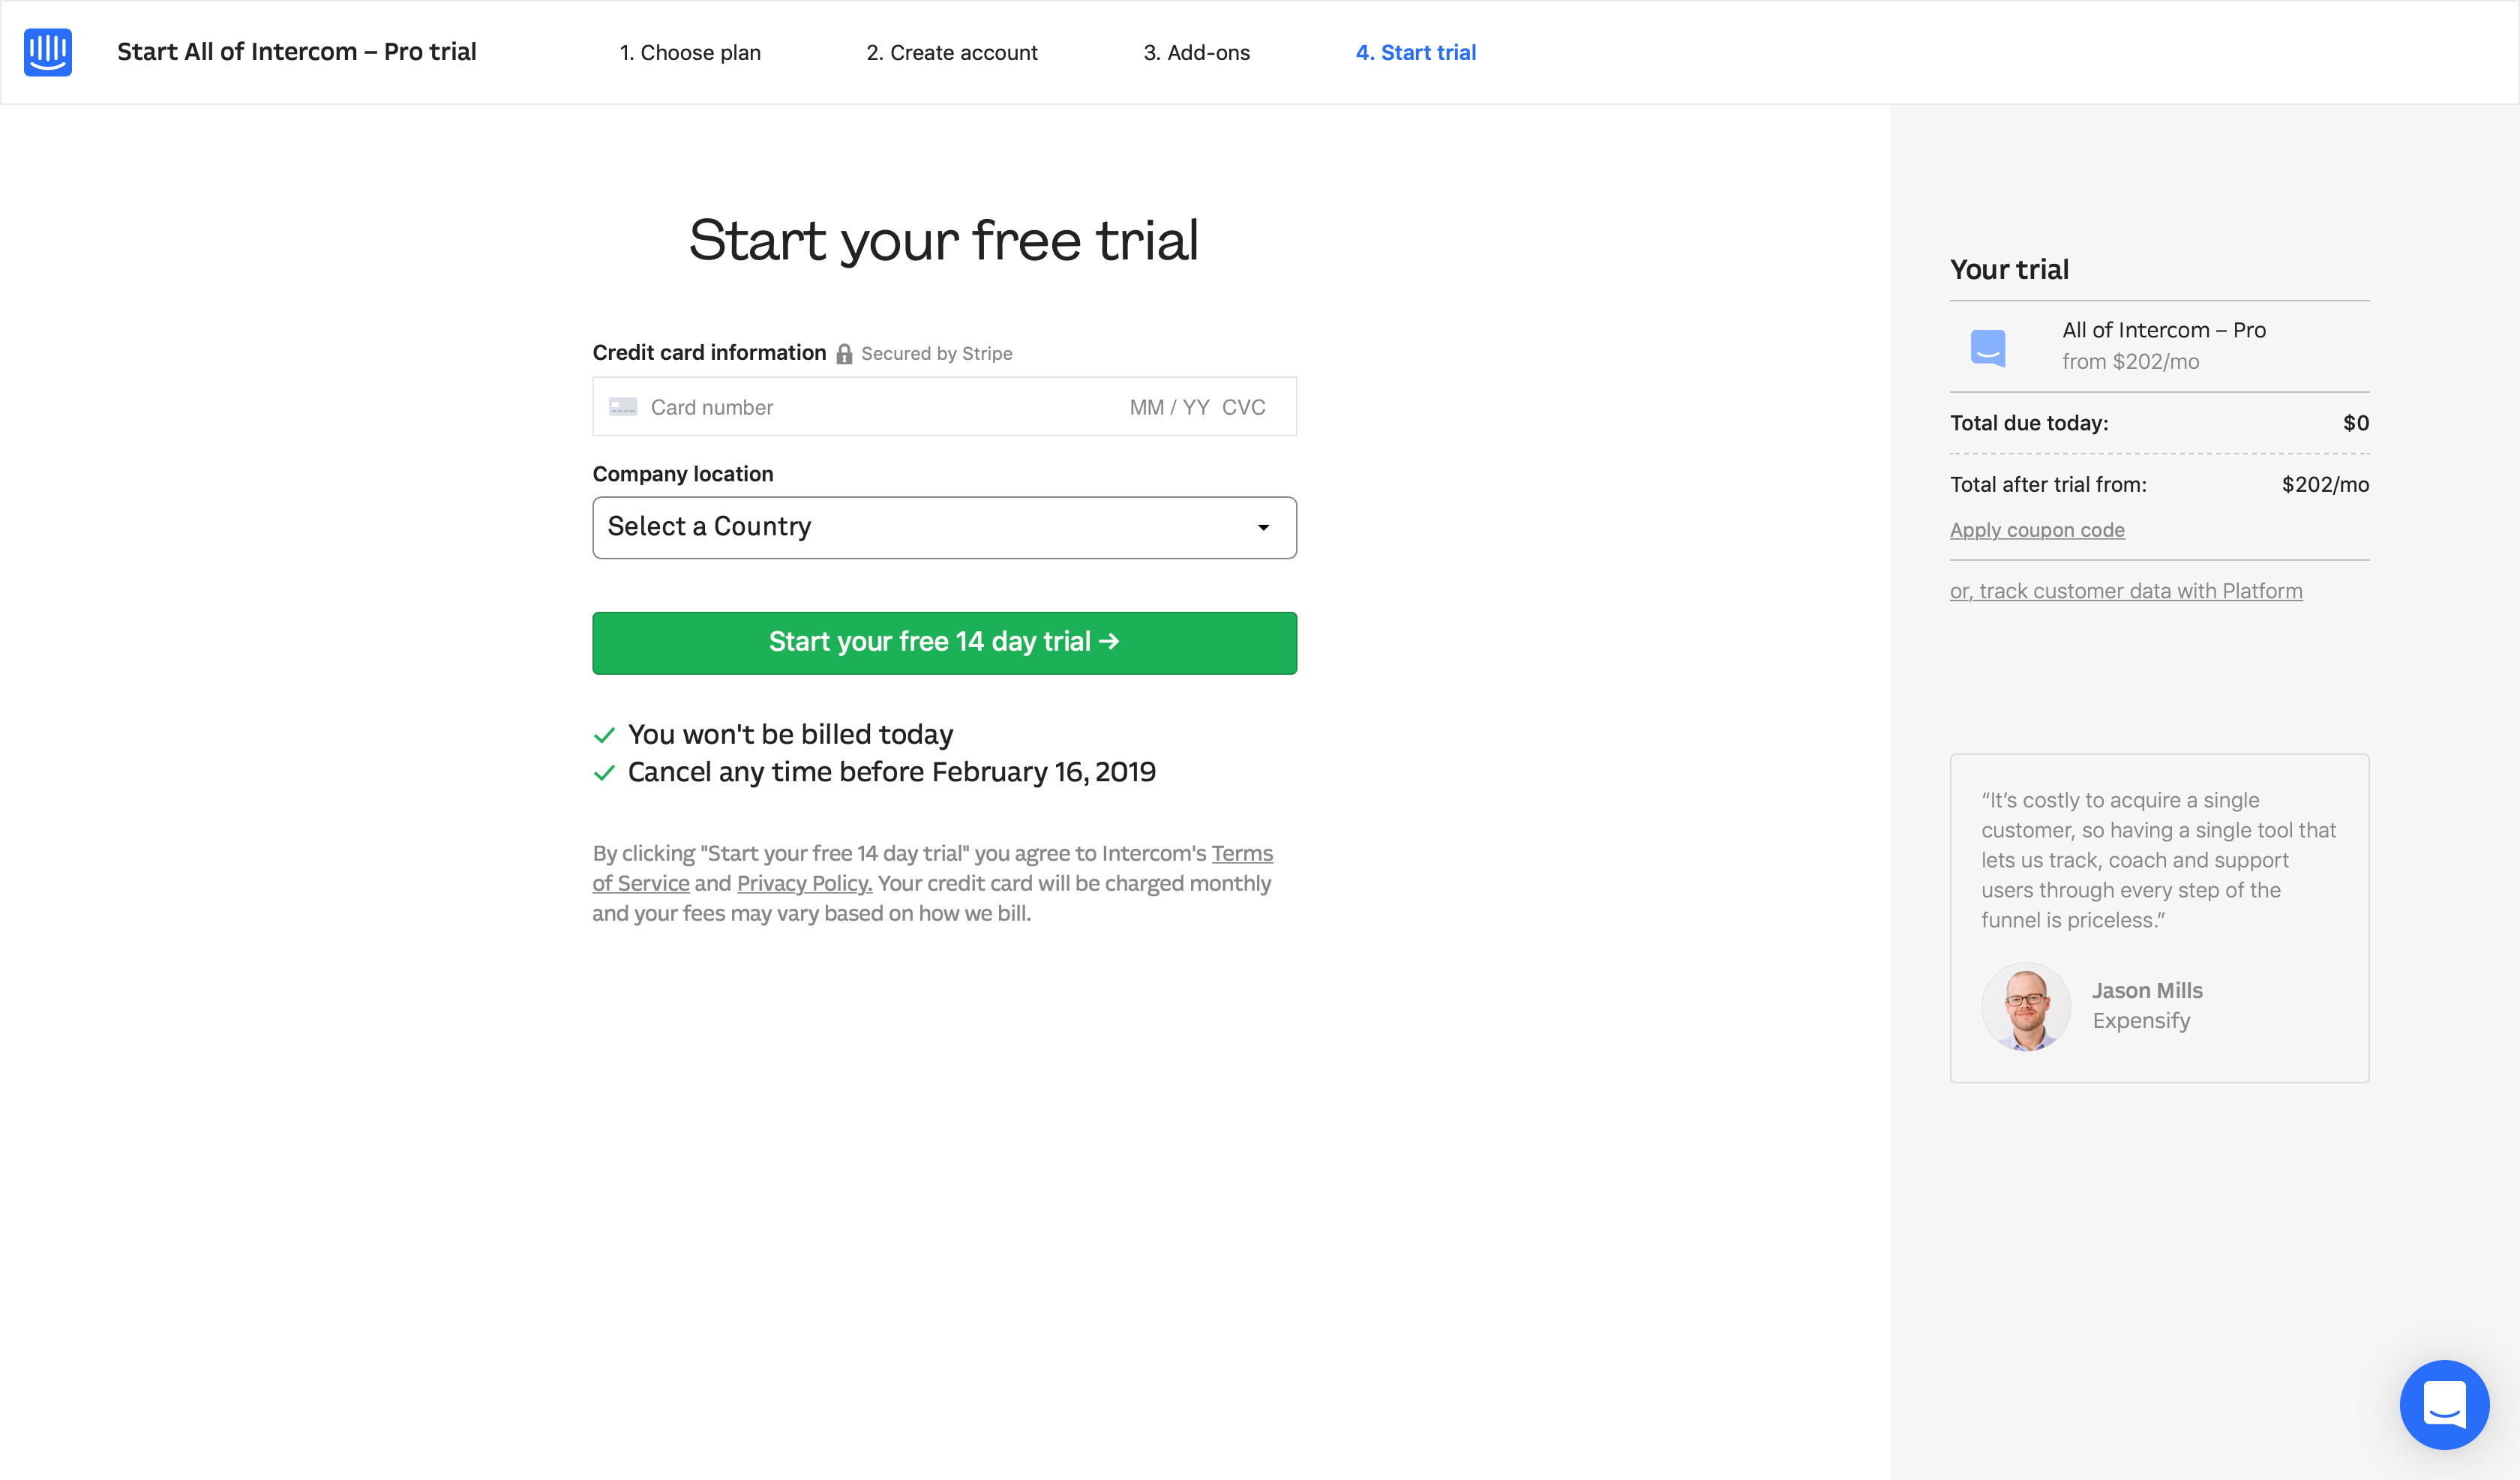 Start All of Intercom – Pro trial
1. Choose plan
2. Create account
3. Add-ons
4. Start trial
Start your free trial
Credit card information Secured by Stripe
Card number MM / YY CVC
Company location
Select a Country
Start your free 14 day trial →
You won't be billed today
Cancel any time before February 16, 2019
By clicking "Start your free 14 day trial" you agree to Intercom's Terms
of Service and Privacy Policy. Your credit card will be charged monthly
and your fees may vary based on how we bill.
Your trial
All of Intercom – Pro
from $202/mo
Total due today: $0
Total after trial from: $202/mo
Apply coupon code
or, track customer data with Platform
“It’s costly to acquire a single
customer, so having a single tool that
lets us track, coach and support
users through every step of the
funnel is priceless.”
Jason Mills
Expensify